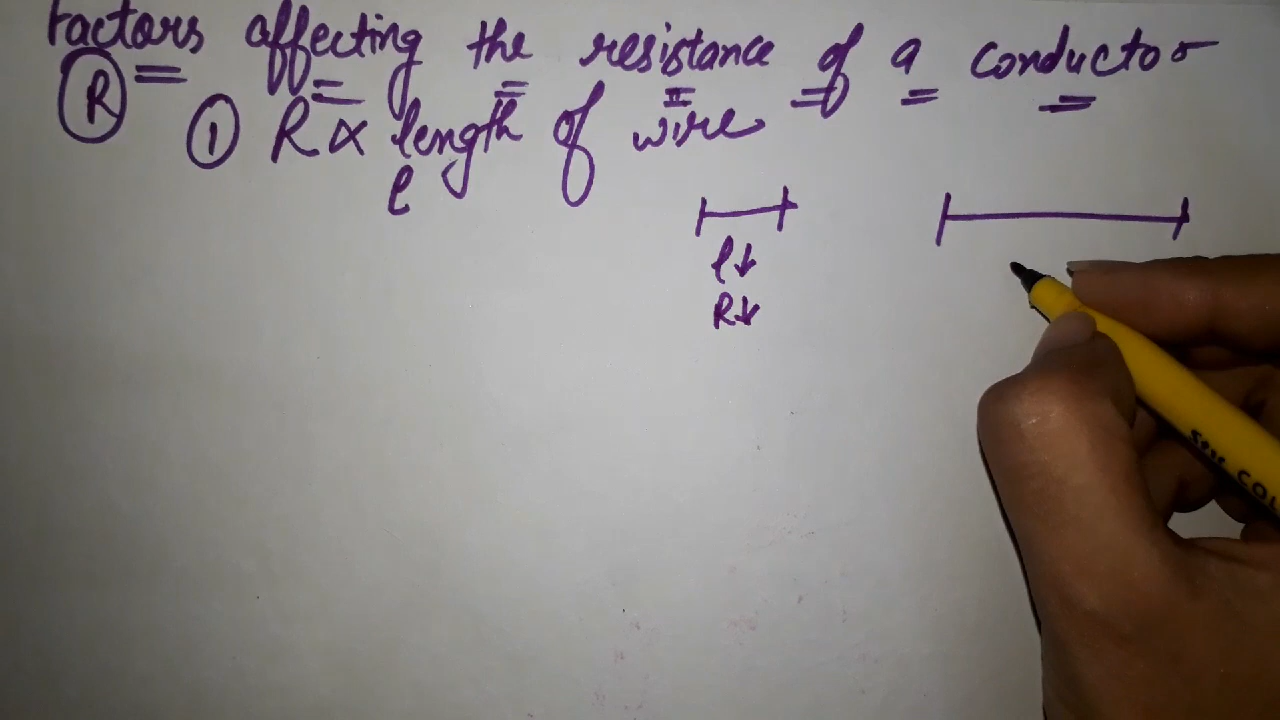 factors affecting the resistance of a conductor
R ① R ∝ length of wire
l
l↓
R↓